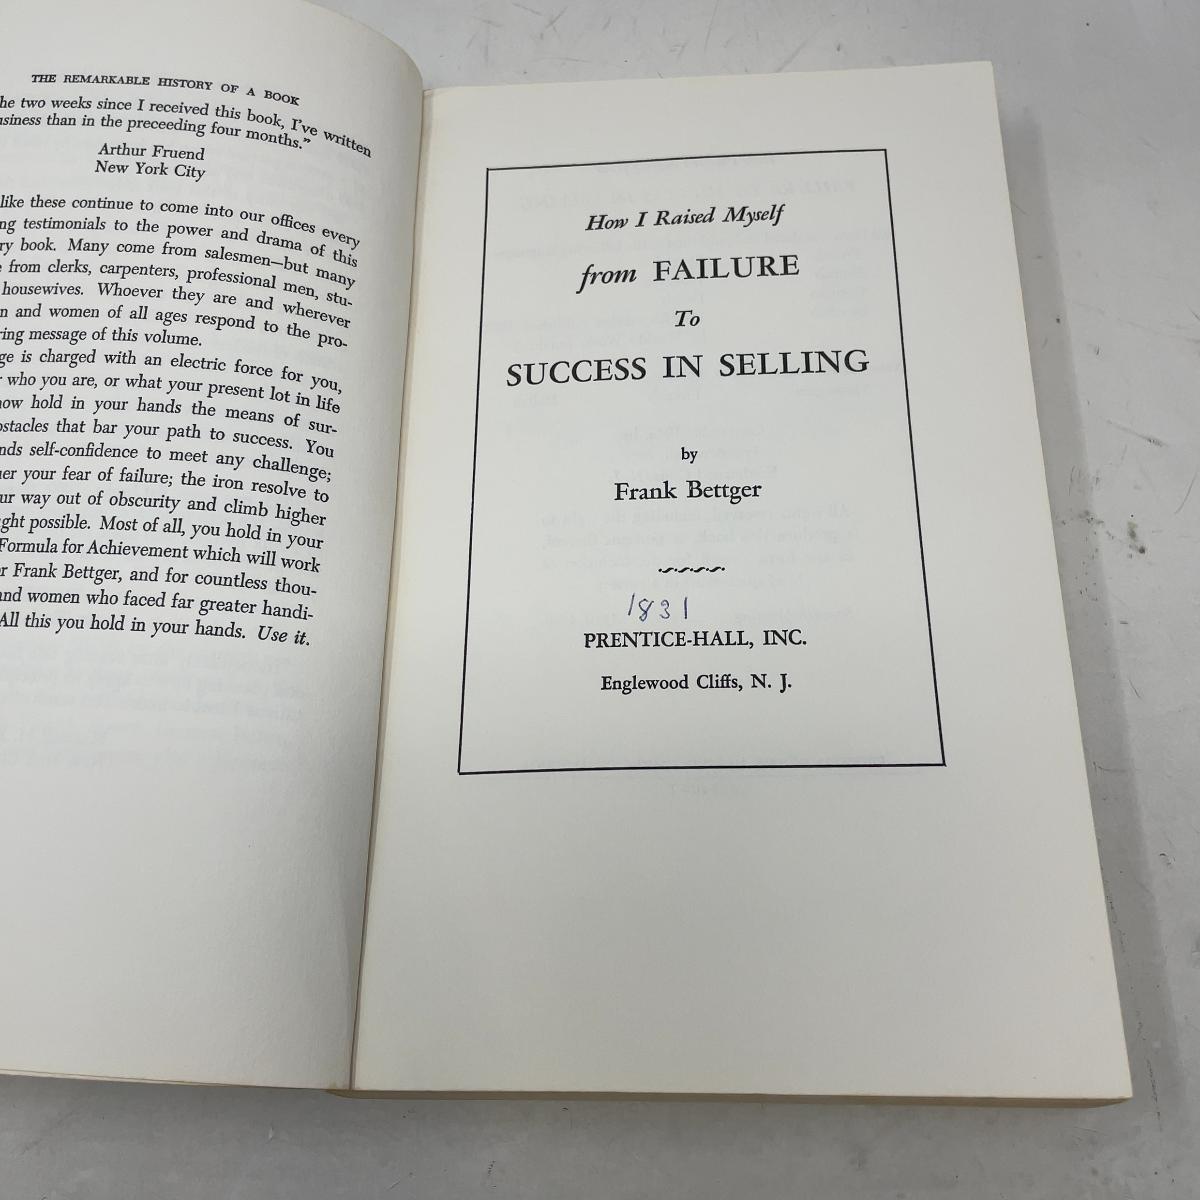 THE REMARKABLE HISTORY OF A BOOK
he two weeks since I received this book, I've written
usiness than in the preceeding four months."
Arthur Fruend
New York City
like these continue to come into our offices every
ng testimonials to the power and drama of this
ry book. Many come from salesmen—but many
from clerks, carpenters, professional men, stu-
housewives. Whoever they are and wherever
n and women of all ages respond to the pro-
ring message of this volume.
ge is charged with an electric force for you,
who you are, or what your present lot in life
now hold in your hands the means of sur-
bstacles that bar your path to success. You
nds self-confidence to meet any challenge;
ner your fear of failure; the iron resolve to
ur way out of obscurity and climb higher
ght possible. Most of all, you hold in your
Formula for Achievement which will work
r Frank Bettger, and for countless thou-
and women who faced far greater handi-
All this you hold in your hands. Use it.
How I Raised Myself
from FAILURE
To
SUCCESS IN SELLING
by
Frank Bettger
1831
PRENTICE-HALL, INC.
Englewood Cliffs, N. J.